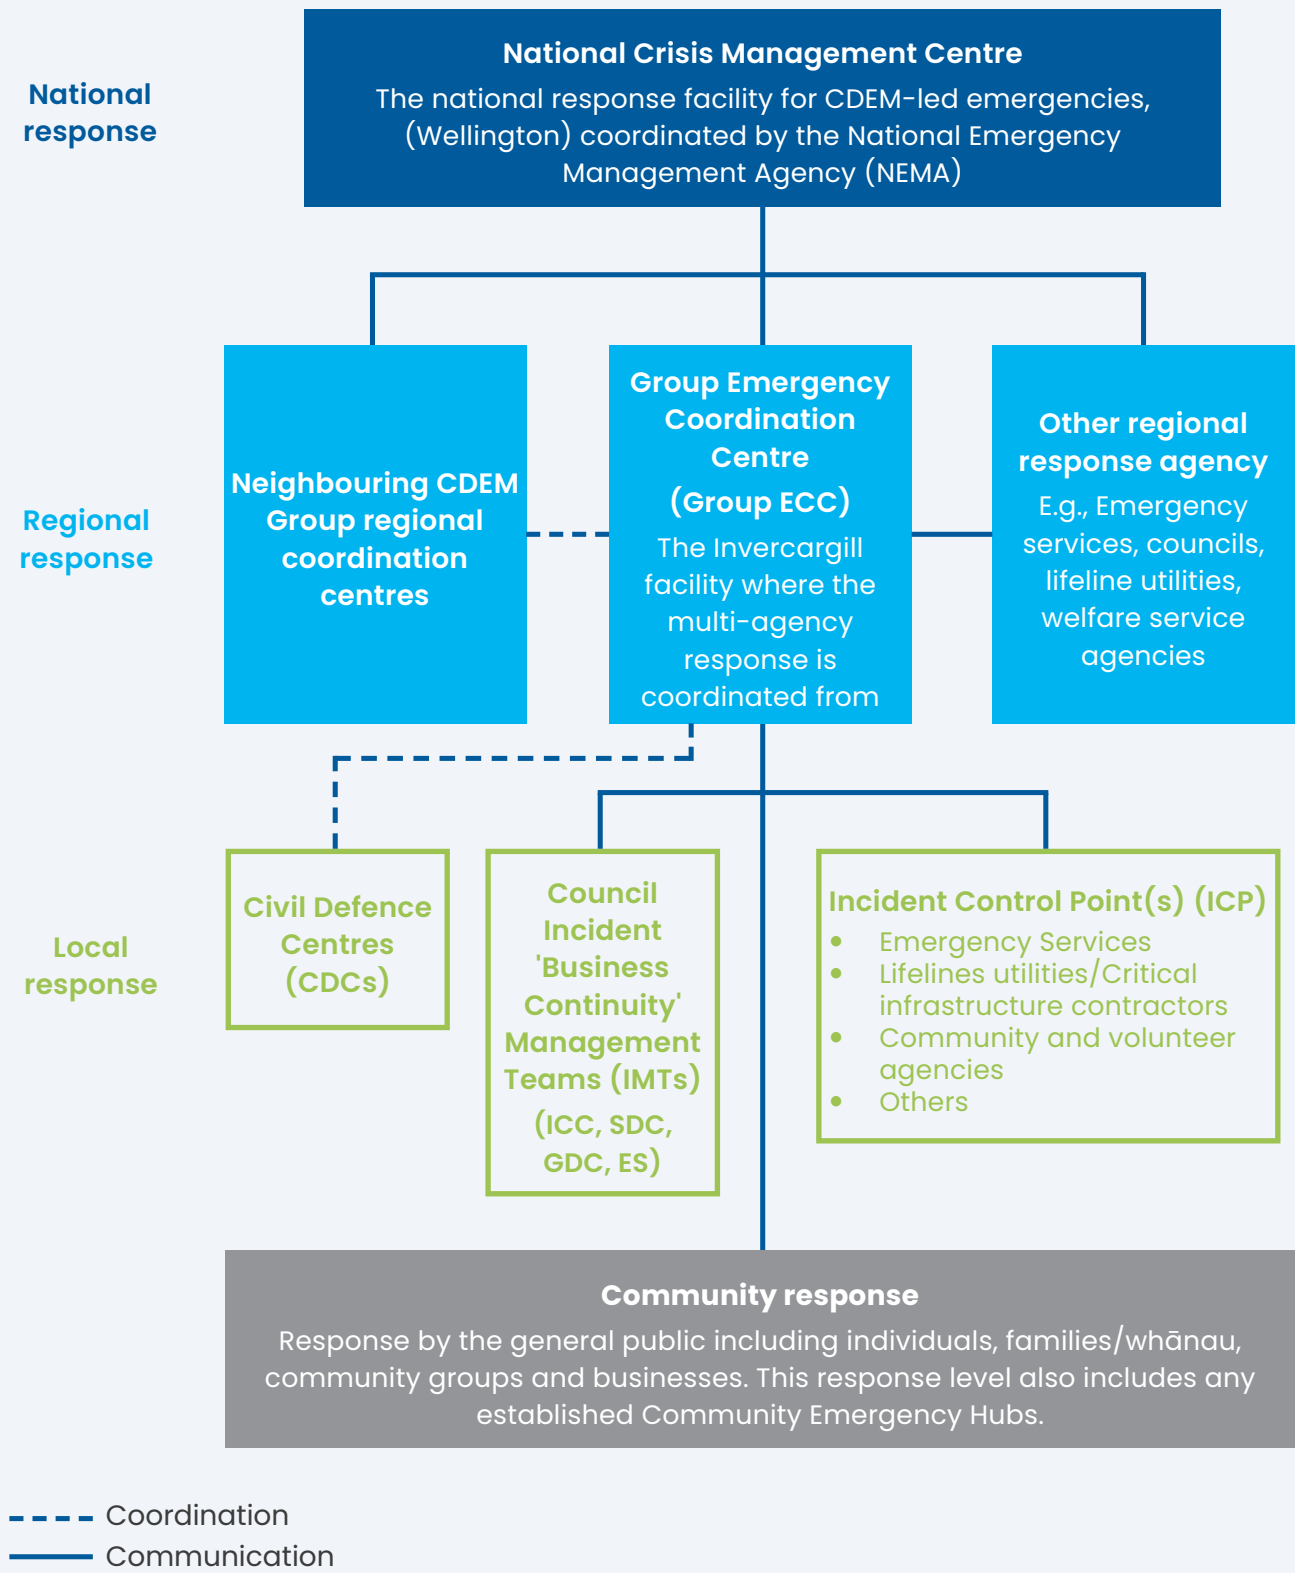 National Crisis Management Centre
The national response facility for CDEM-led emergencies,
(Wellington) coordinated by the National Emergency
Management Agency (NEMA)
National
response
Neighbouring CDEM
Group regional
coordination
centres
Group Emergency
Coordination
Centre
(Group ECC)
The Invercargill
facility where the
multi-agency
response is
coordinated from
Other regional
response agency
E.g., Emergency
services, councils,
lifeline utilities,
welfare service
agencies
Regional
response
Civil Defence
Centres
(CDCs)
Council
Incident
'Business
Continuity'
Management
Teams (IMTs)
(ICC, SDC,
GDC, ES)
Incident Control Point(s) (ICP)
• Emergency Services
• Lifelines utilities/Critical
infrastructure contractors
• Community and volunteer
agencies
• Others
Local
response
Community response
Response by the general public including individuals, families/whānau,
community groups and businesses. This response level also includes any
established Community Emergency Hubs.
Coordination
Communication